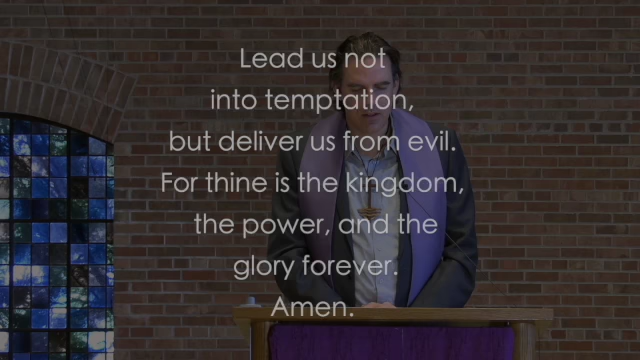 Lead us not
into temptation,
but deliver us from evil.
For thine is the kingdom,
the power, and the
glory forever.
Amen.